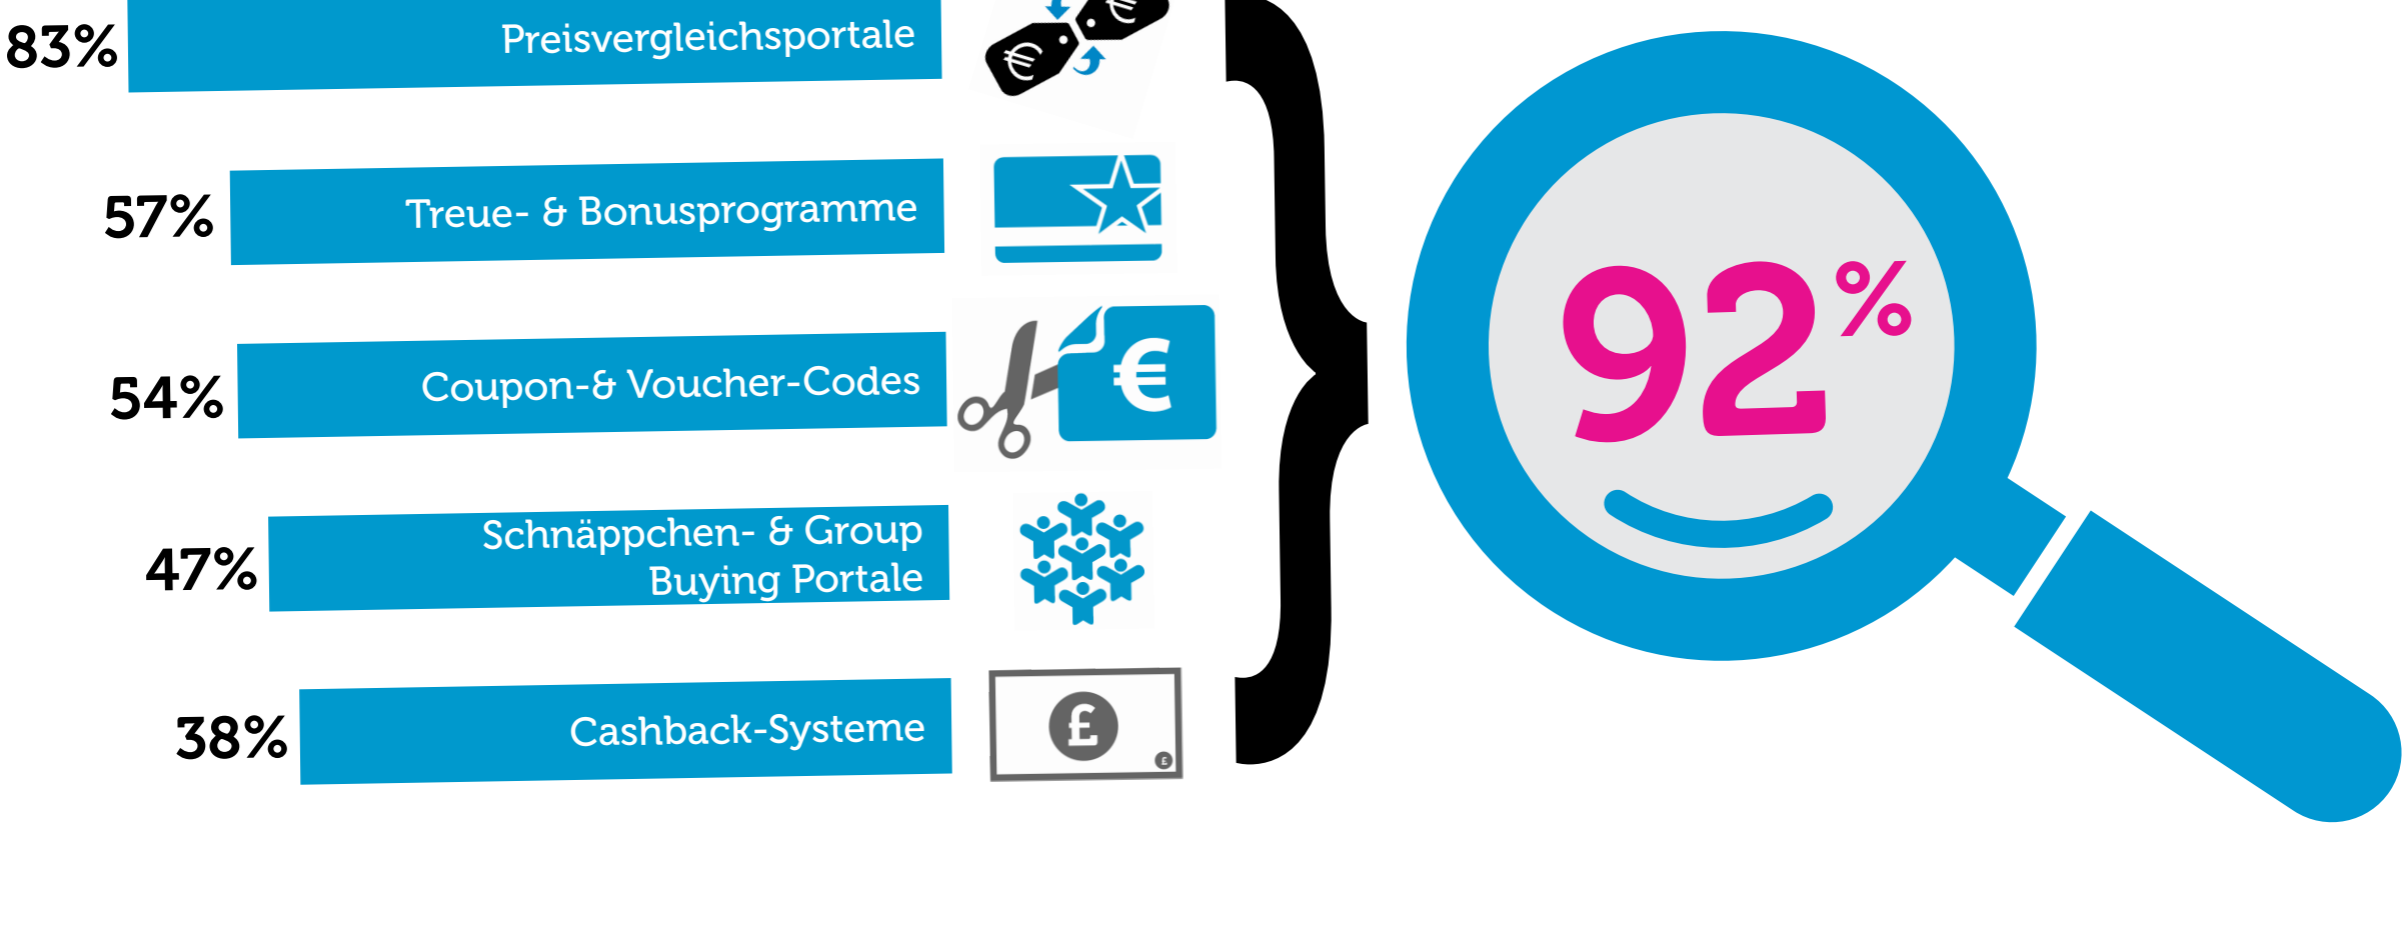 83% Preisvergleichsportale € €
57% Treue- & Bonusprogramme
54% Coupon-& Voucher-Codes €
47% Schnäppchen- & Group
Buying Portale
38% Cashback-Systeme £ £
92%